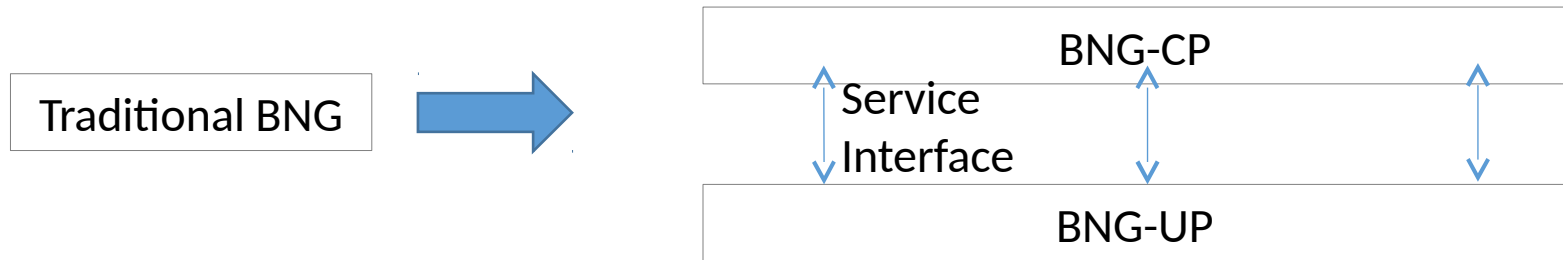 Traditional BNG
BNG-CP
Service
Interface
BNG-UP